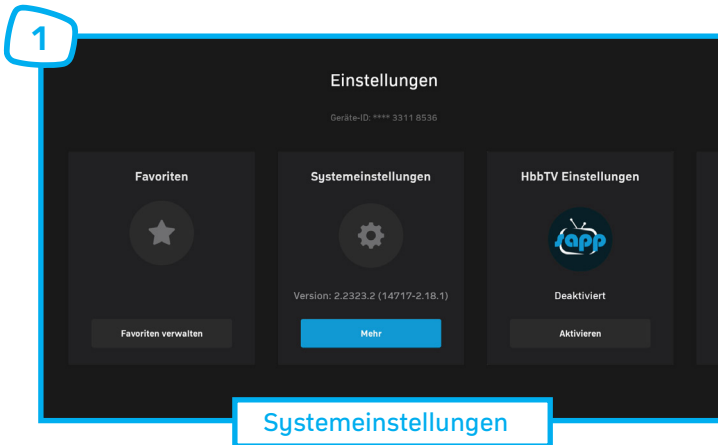 1
Einstellungen
Geräte-ID: **** 3311 8536
Favoriten
Favoriten verwalten
Systemeinstellungen
Version: 2.2323.2 (14717-2.18.1)
Mehr
HbbTV Einstellungen
sapp
Deaktiviert
Aktivieren
Systemeinstellungen